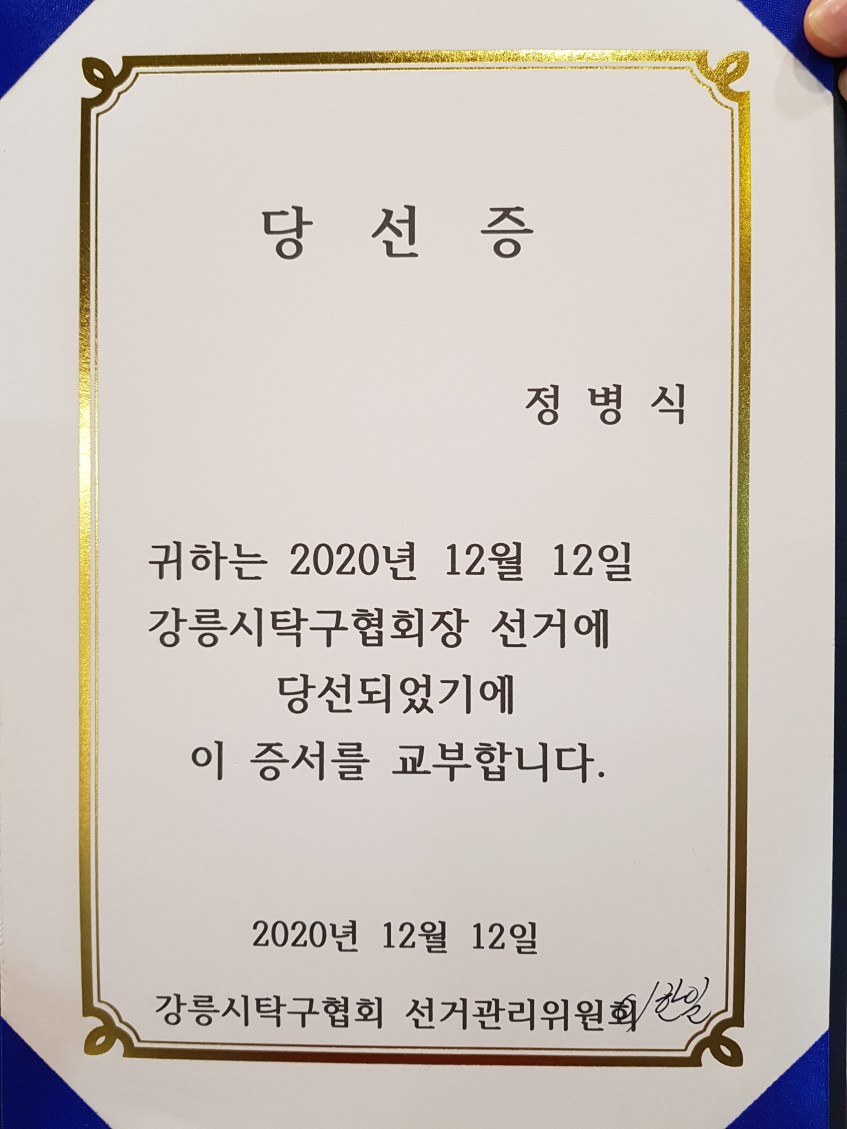 당 선 증
정 병 식
귀하는 2020년 12월 12일
강릉시탁구협회장 선거에
당선되었기에
이 증서를 교부합니다.
2020년 12월 12일
강릉시탁구협회 선거관리위원회